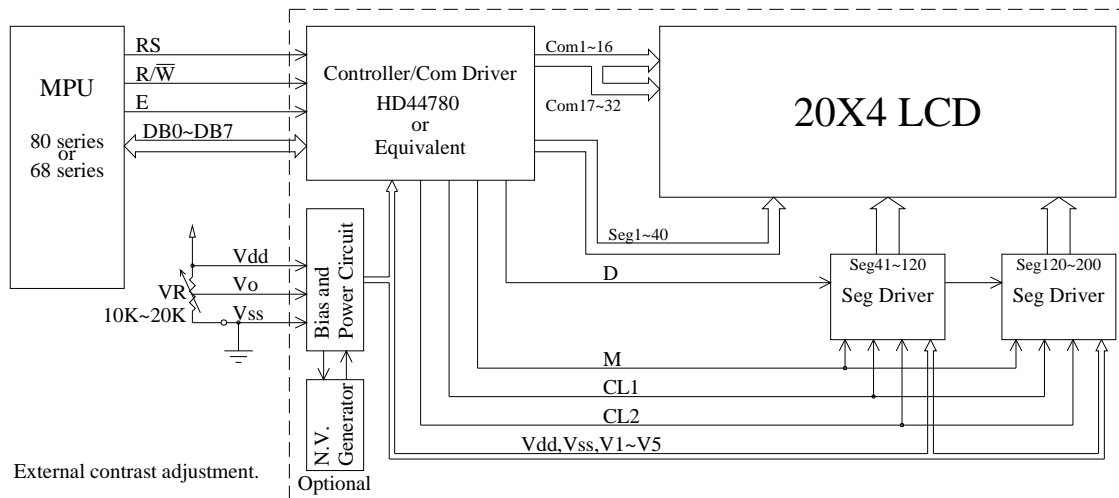 MPU
80 series
or
68 series
RS
R/W̅
E
DB0~DB7
Controller/Com Driver
HD44780
or
Equivalent
Com1~16
Com17~32
20X4 LCD
Seg1~40
D
Seg41~120
Seg Driver
Seg120~200
Seg Driver
Vdd
Vo
Vss
VR
10K~20K
Bias and
Power Circuit
N.V.
Generator
Optional
M
CL1
CL2
Vdd,Vss,V1~V5
External contrast adjustment.